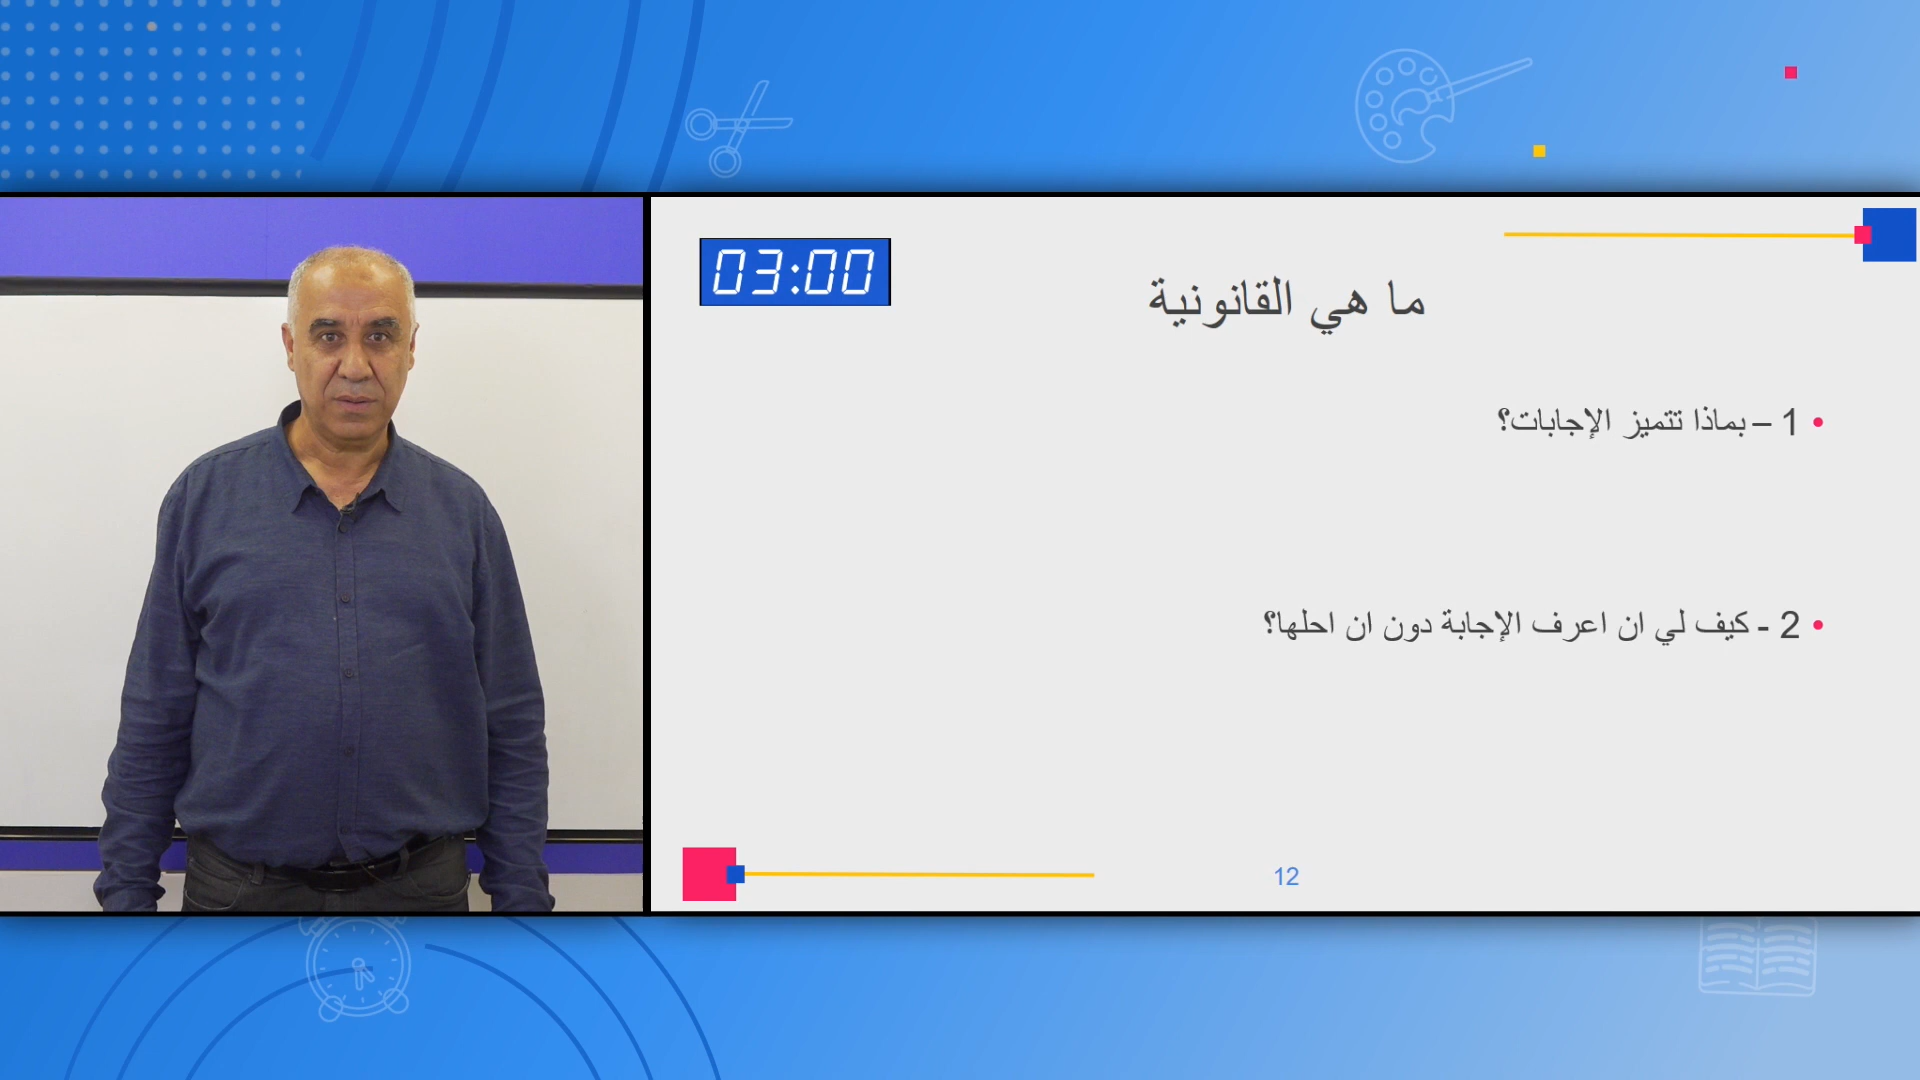 03:00
ما هي القانونية
1 – بماذا تتميز الإجابات؟
2 - كيف لي ان اعرف الإجابة دون ان احلها؟
12